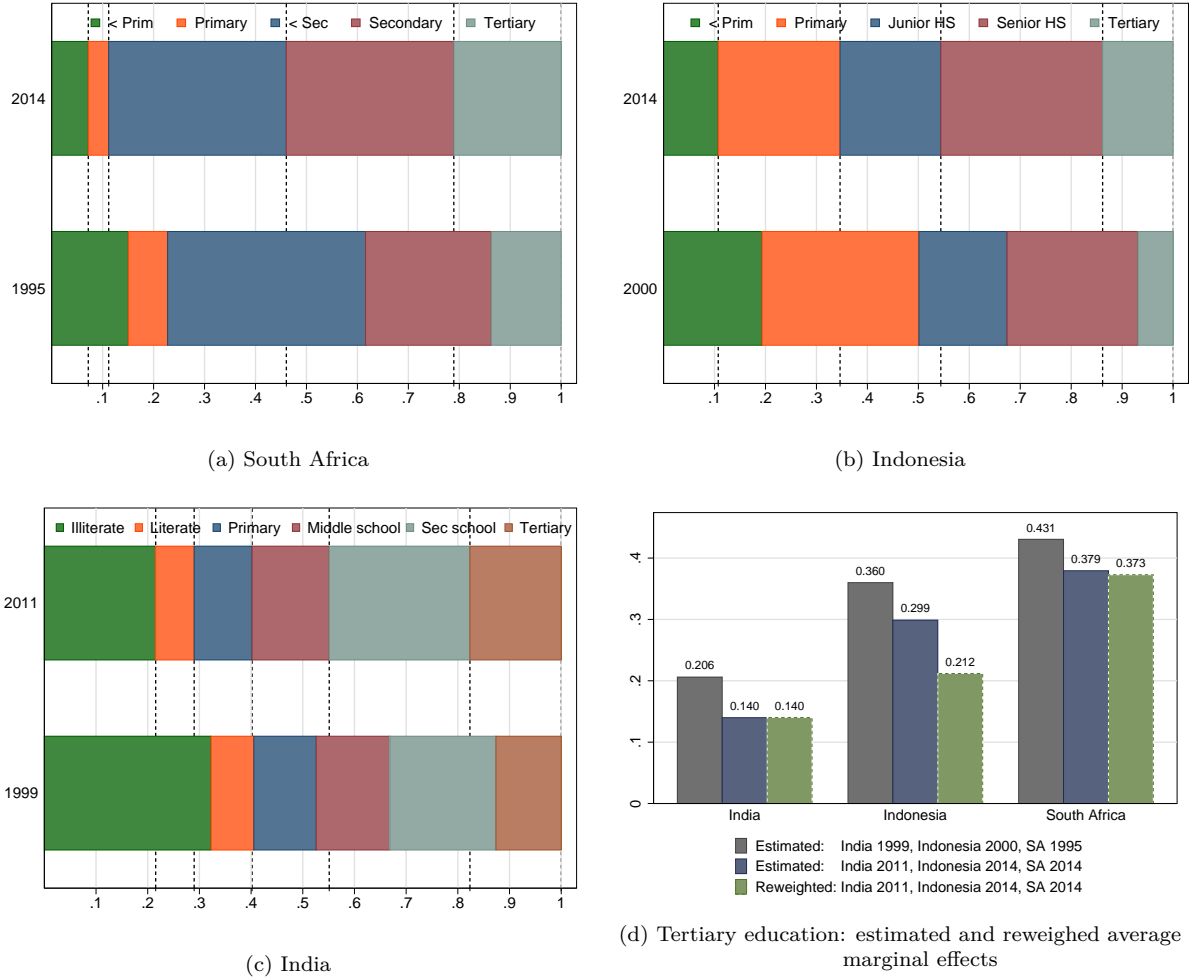 < Prim Primary < Sec Secondary Tertiary
2014
1995
.1 .2 .3 .4 .5 .6 .7 .8 .9 1
(a) South Africa
< Prim Primary Junior HS Senior HS Tertiary
2014
2000
.1 .2 .3 .4 .5 .6 .7 .8 .9 1
(b) Indonesia
Illiterate Literate Primary Middle school Sec school Tertiary
2011
1999
.1 .2 .3 .4 .5 .6 .7 .8 .9 1
(c) India
0 .1 .2 .3 .4
0.206 0.140 0.140
0.360 0.299 0.212
0.431 0.379 0.373
India Indonesia South Africa
Estimated: India 1999, Indonesia 2000, SA 1995
Estimated: India 2011, Indonesia 2014, SA 2014
Reweighted: India 2011, Indonesia 2014, SA 2014
(d) Tertiary education: estimated and reweighed average
marginal effects